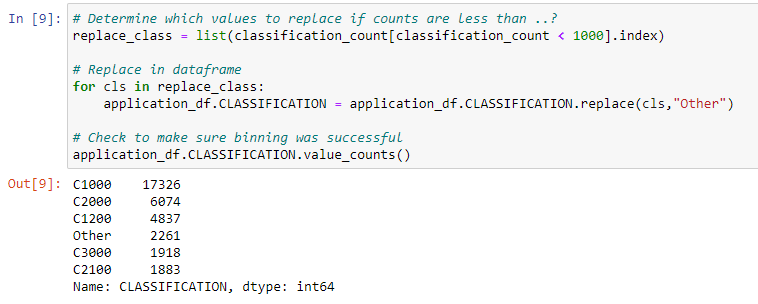 In [9]: # Determine which values to replace if counts are less than ..?
replace_class = list(classification_count[classification_count < 1000].index)

# Replace in dataframe
for cls in replace_class:
    application_df.CLASSIFICATION = application_df.CLASSIFICATION.replace(cls,"Other")

# Check to make sure binning was successful
application_df.CLASSIFICATION.value_counts()
Out[9]: C1000    17326
C2000     6074
C1200     4837
Other     2261
C3000     1918
C2100     1883
Name: CLASSIFICATION, dtype: int64